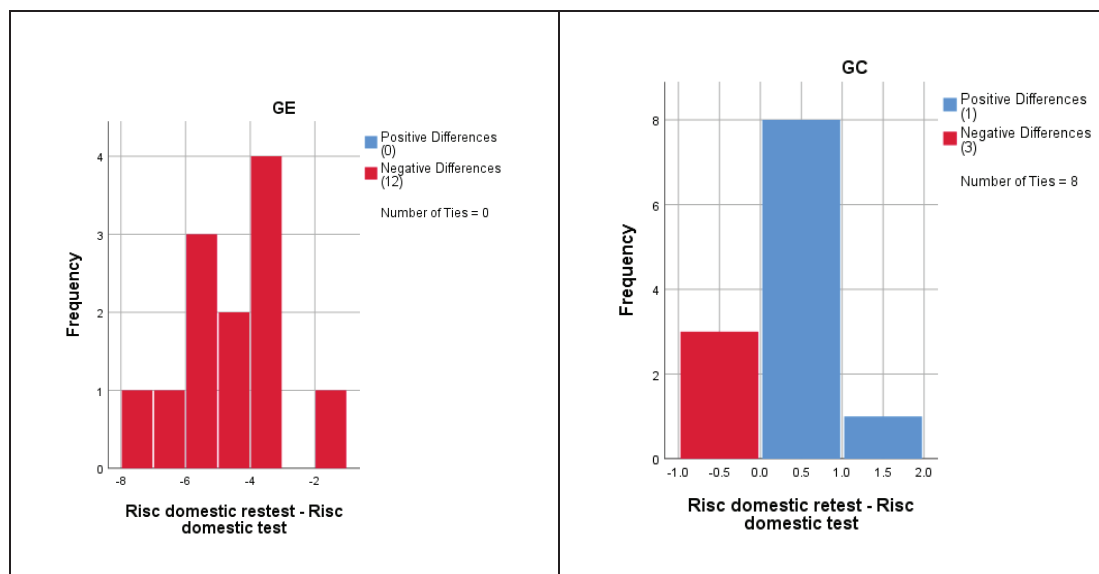 GE
Positive Differences
(0)
Negative Differences
(12)
Number of Ties = 0
Frequency
4
3
2
1
0
-8
-6
-4
-2
Risc domestic restest - Risc
domestic test
GC
Positive Differences
(1)
Negative Differences
(3)
Number of Ties = 8
Frequency
8
6
4
2
0
-1.0
-0.5
0.0
0.5
1.0
1.5
2.0
Risc domestic retest - Risc
domestic test